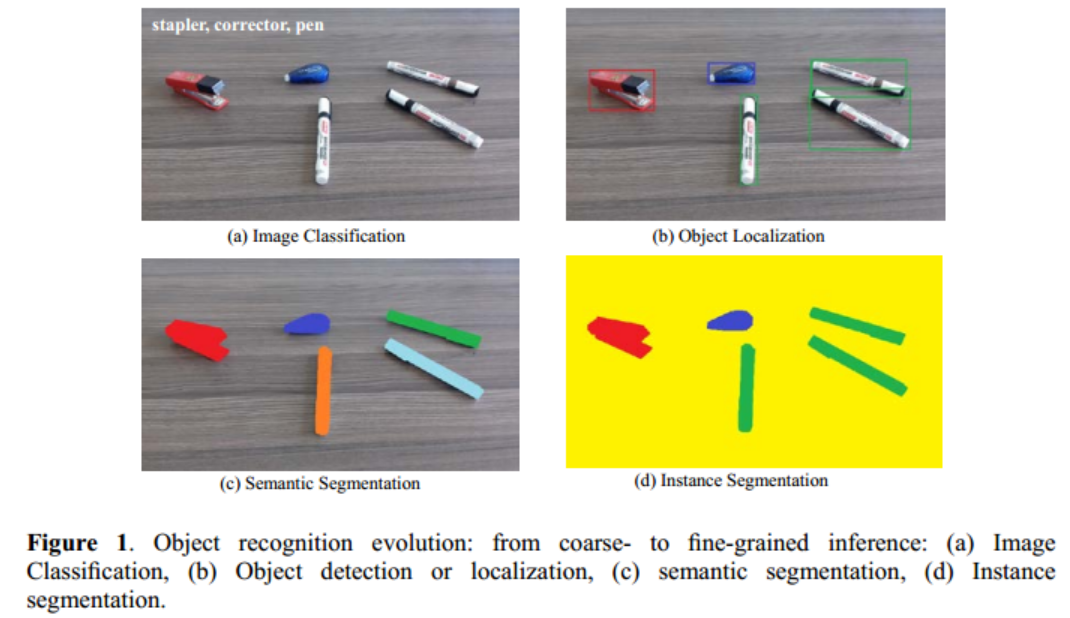 stapler, corrector, pen
(a) Image Classification
(b) Object Localization
(c) Semantic Segmentation
(d) Instance Segmentation
Figure 1. Object recognition evolution: from coarse- to fine-grained inference: (a) Image
Classification, (b) Object detection or localization, (c) semantic segmentation, (d) Instance
segmentation.